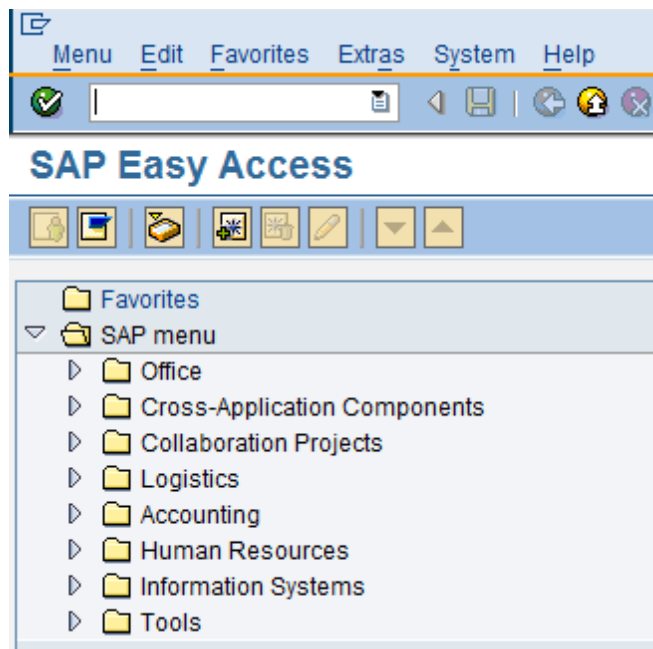 Menu Edit Favorites Extras System Help
SAP Easy Access
Favorites
SAP menu
Office
Cross-Application Components
Collaboration Projects
Logistics
Accounting
Human Resources
Information Systems
Tools